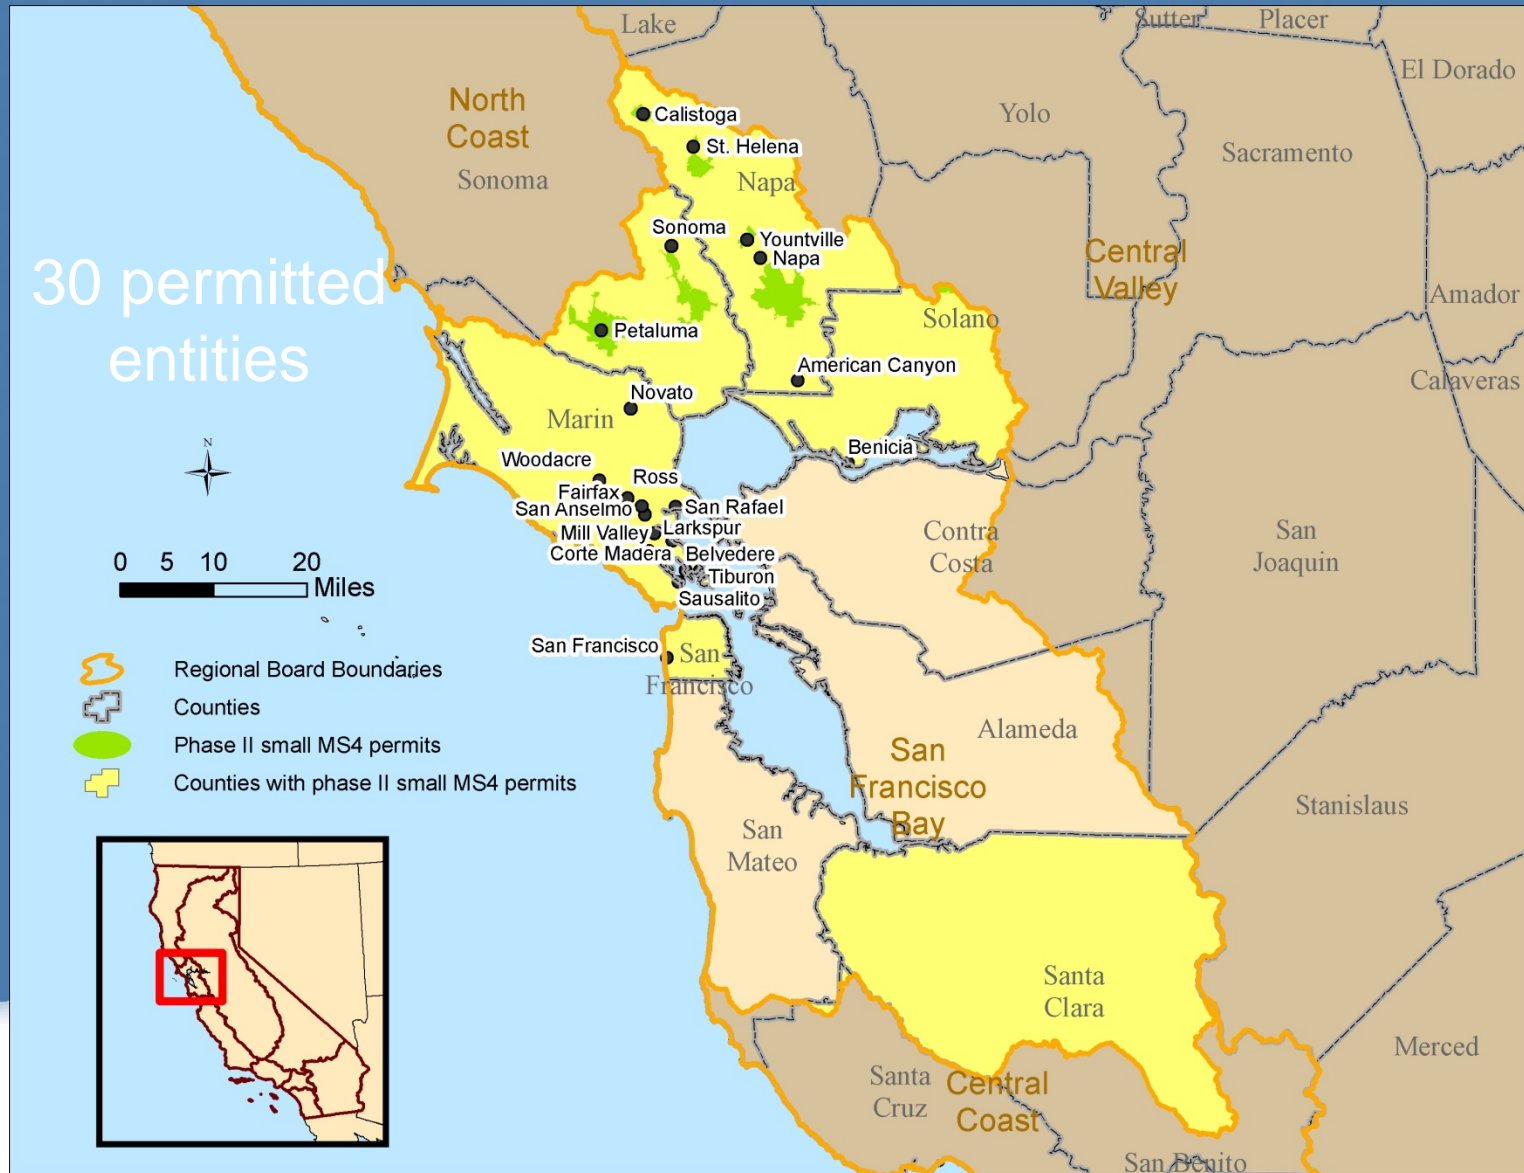 Lake
Sutter
Placer
El Dorado
North
Coast
Sonoma
Calistoga
St. Helena
Napa
Yolo
Sacramento
Sonoma
Yountville
Napa
Central
Valley
Amador
30 permitted
entities
Petaluma
Solano
American Canyon
Calaveras
Novato
Marin
N
Benicia
Woodacre
Ross
Fairfax
San Anselmo
San Rafael
Mill Valley
Larkspur
Corte Madera
Belvedere
Tiburon
Sausalito
Contra
Costa
San
Joaquin
0 5 10 20
Miles
San Francisco
San
Francisco
Regional Board Boundaries
Counties
Phase II small MS4 permits
Counties with phase II small MS4 permits
Alameda
San
Francisco
Bay
Stanislaus
San
Mateo
Santa
Clara
Merced
Santa
Cruz
Central
Coast
San Benito